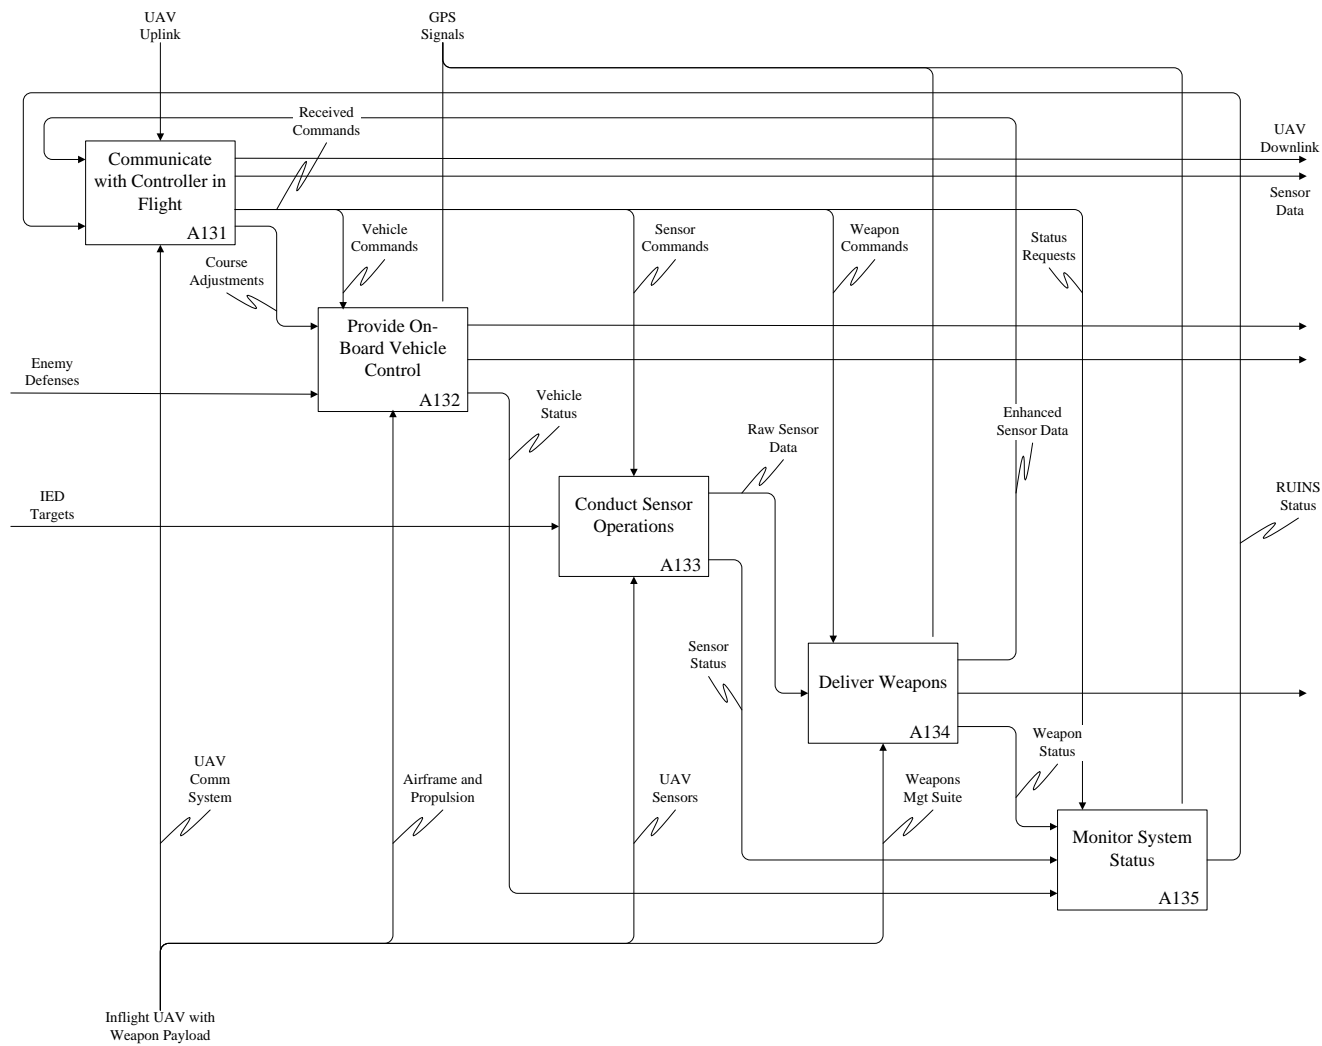 UAV
Uplink
GPS
Signals
Received
Commands
UAV
Downlink
Communicate
with Controller in
Flight
A131
Sensor
Data
Vehicle
Commands
Sensor
Commands
Weapon
Commands
Status
Requests
Course
Adjustments
Provide On-
Board Vehicle
Control
A132
Enemy
Defenses
Vehicle
Status
Enhanced
Sensor Data
Raw Sensor
Data
IED
Targets
Conduct Sensor
Operations
A133
RUINS
Status
Sensor
Status
Deliver Weapons
A134
Weapon
Status
UAV
Comm
System
Airframe and
Propulsion
UAV
Sensors
Weapons
Mgt Suite
Monitor System
Status
A135
Inflight UAV with
Weapon Payload